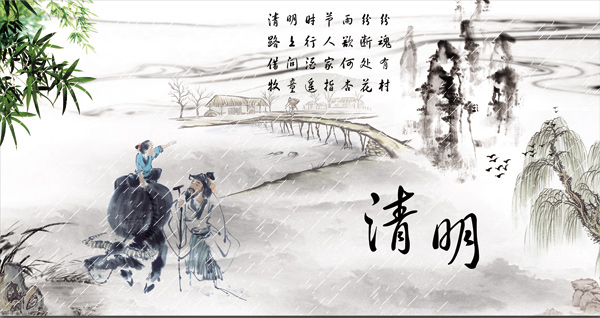 清明时节雨纷纷
路上行人欲断魂
借问酒家何处有
牧童遥指杏花村
清明